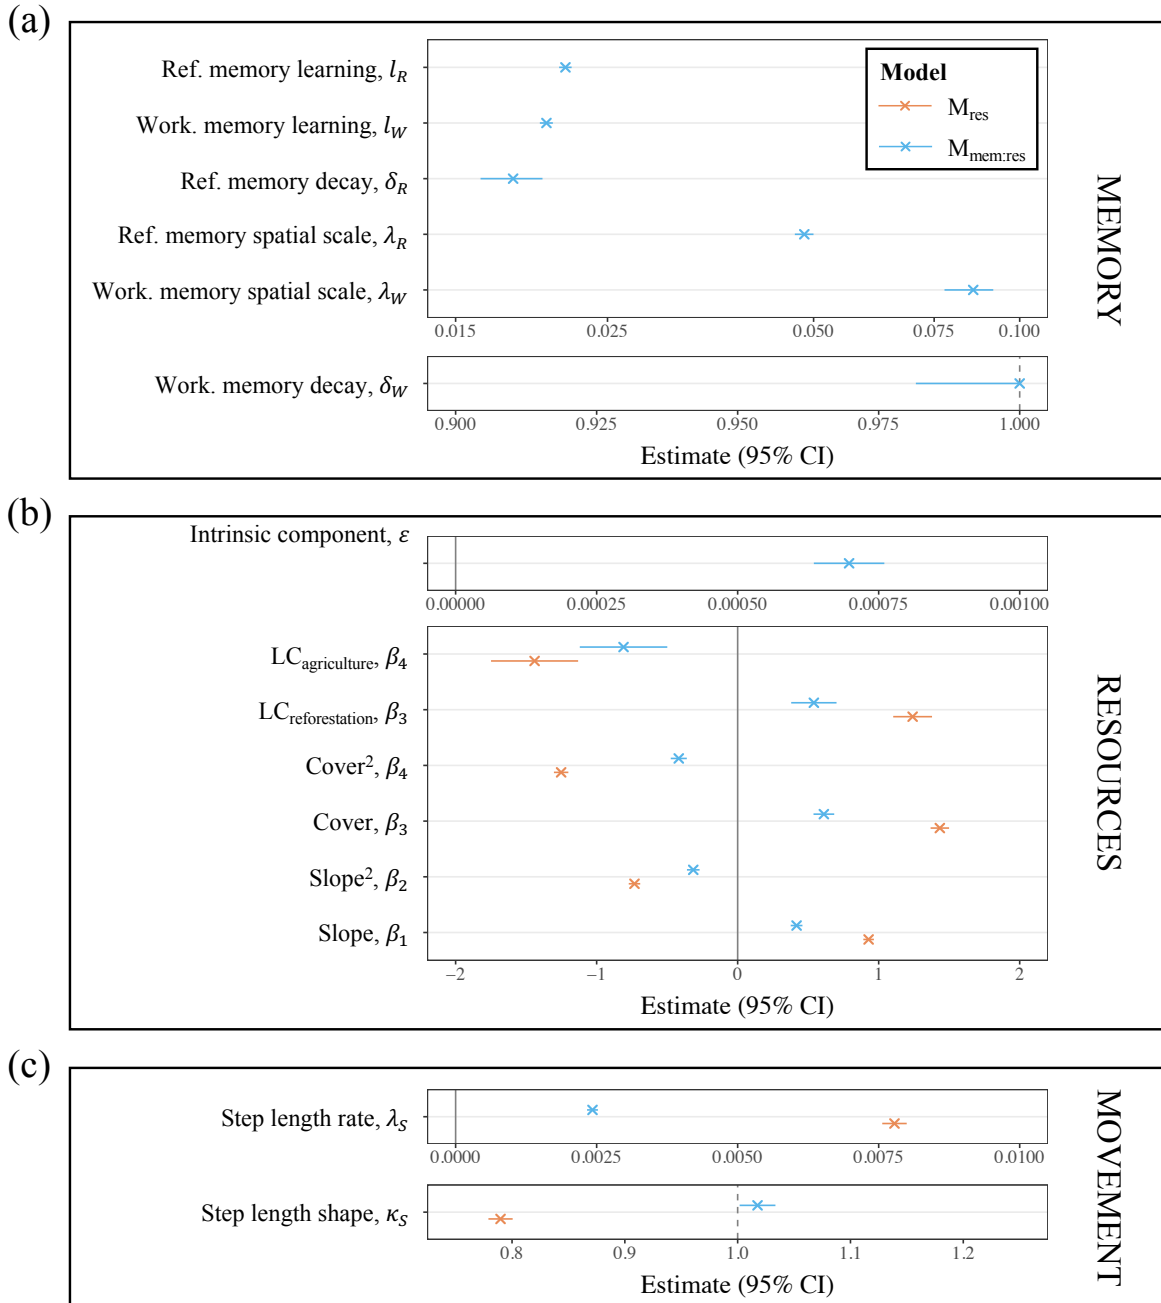 (a)
Ref. memory learning, l_R
Work. memory learning, l_W
Ref. memory decay, δ_R
Ref. memory spatial scale, λ_R
Work. memory spatial scale, λ_W
Model
M_res
M_mem:res
0.015 0.025 0.050 0.075 0.100
Work. memory decay, δ_W
0.900 0.925 0.950 0.975 1.000
Estimate (95% CI)
MEMORY
(b)
Intrinsic component, ε
0.00000 0.00025 0.00050 0.00075 0.00100
LC_agriculture, β_4
LC_reforestation, β_3
Cover², β_4
Cover, β_3
Slope², β_2
Slope, β_1
−2 −1 0 1 2
Estimate (95% CI)
RESOURCES
(c)
Step length rate, λ_S
0.0000 0.0025 0.0050 0.0075 0.0100
Step length shape, κ_S
0.8 0.9 1.0 1.1 1.2
Estimate (95% CI)
MOVEMENT